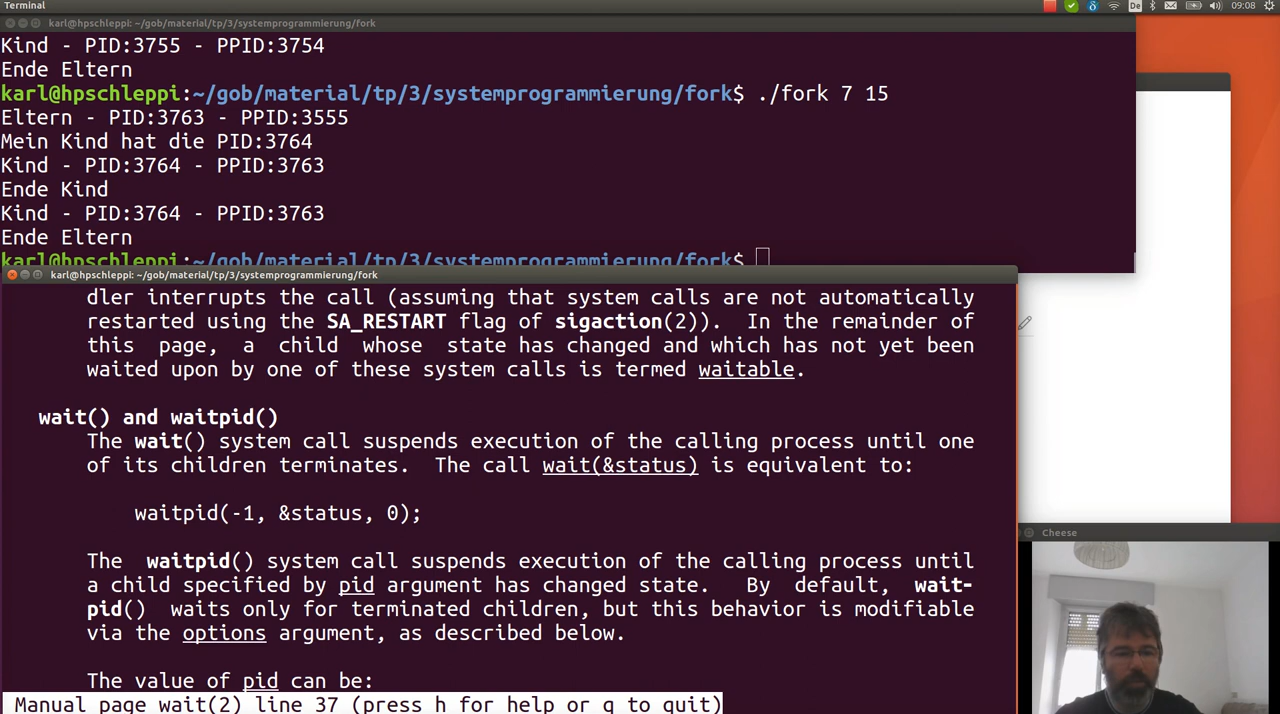 Terminal
De
09:08
karl@hpschleppi: ~/gob/material/tp/3/systemprogrammierung/fork
Kind - PID:3755 - PPID:3754
Ende Eltern
karl@hpschleppi:~/gob/material/tp/3/systemprogrammierung/fork$ ./fork 7 15
Eltern - PID:3763 - PPID:3555
Mein Kind hat die PID:3764
Kind - PID:3764 - PPID:3763
Ende Kind
Kind - PID:3764 - PPID:3763
Ende Eltern
karl@hpschleppi:~/gob/material/tp/3/systemprogrammierung/fork$
karl@hpschleppi: ~/gob/material/tp/3/systemprogrammierung/fork
dler interrupts the call (assuming that system calls are not automatically
restarted using the SA_RESTART flag of sigaction(2)). In the remainder of
this page, a child whose state has changed and which has not yet been
waited upon by one of these system calls is termed waitable.
wait() and waitpid()
The wait() system call suspends execution of the calling process until one
of its children terminates. The call wait(&status) is equivalent to:
waitpid(-1, &status, 0);
The waitpid() system call suspends execution of the calling process until
a child specified by pid argument has changed state. By default, wait-
pid() waits only for terminated children, but this behavior is modifiable
via the options argument, as described below.
The value of pid can be:
Manual page wait(2) line 37 (press h for help or q to quit)
Cheese